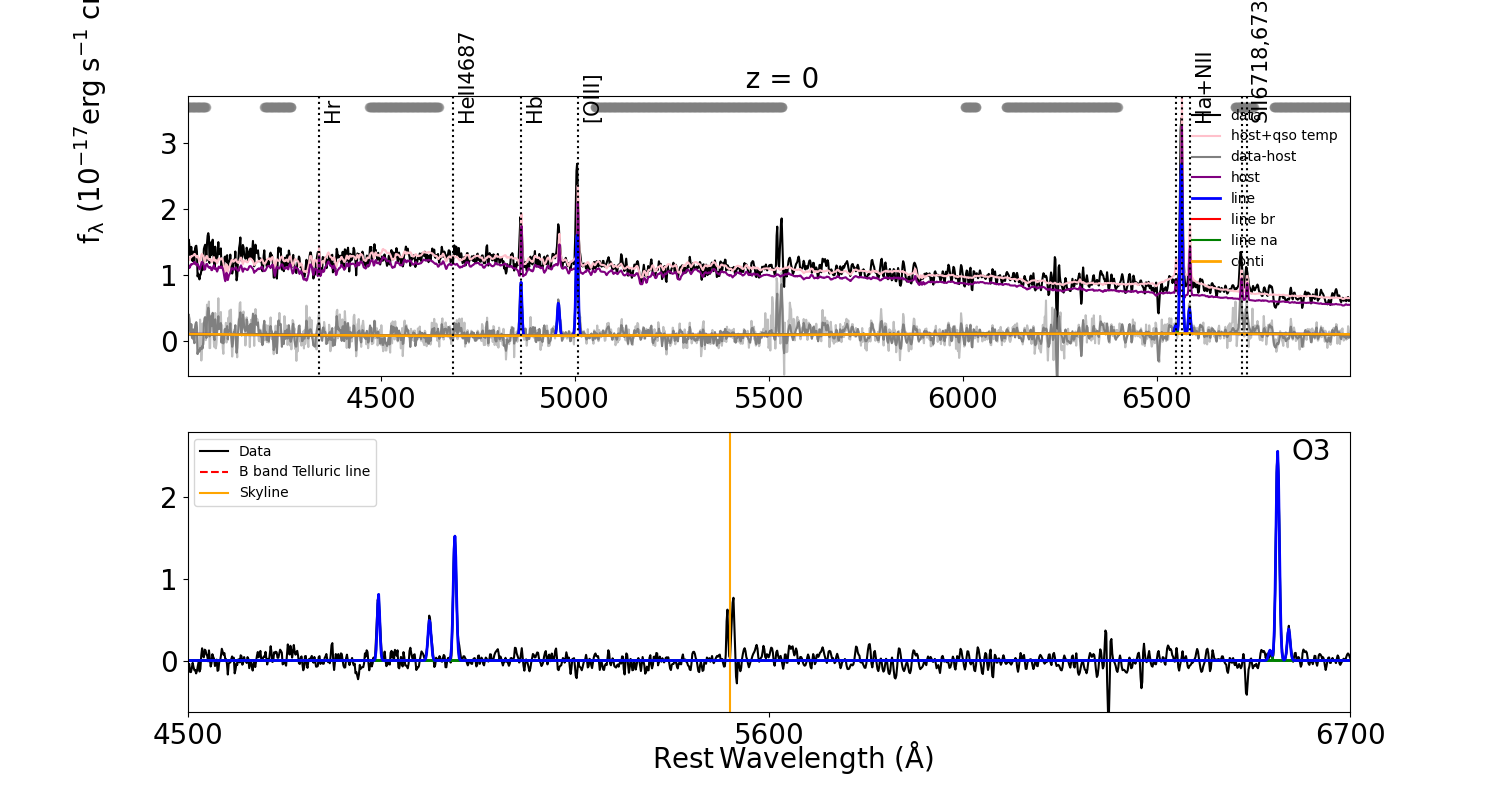 z = 0
Hr
HeII4687
Hb
[OIII]
Ha+NII
SII6718,673
f_λ (10^{-17}erg s^{-1} c
3
2
1
0
data
host+qso temp
data-host
host
line
line br
line na
conti
4500 5000 5500 6000 6500
Data
B band Telluric line
Skyline
O3
2
1
0
4500 5600 6700
Rest Wavelength (Å)